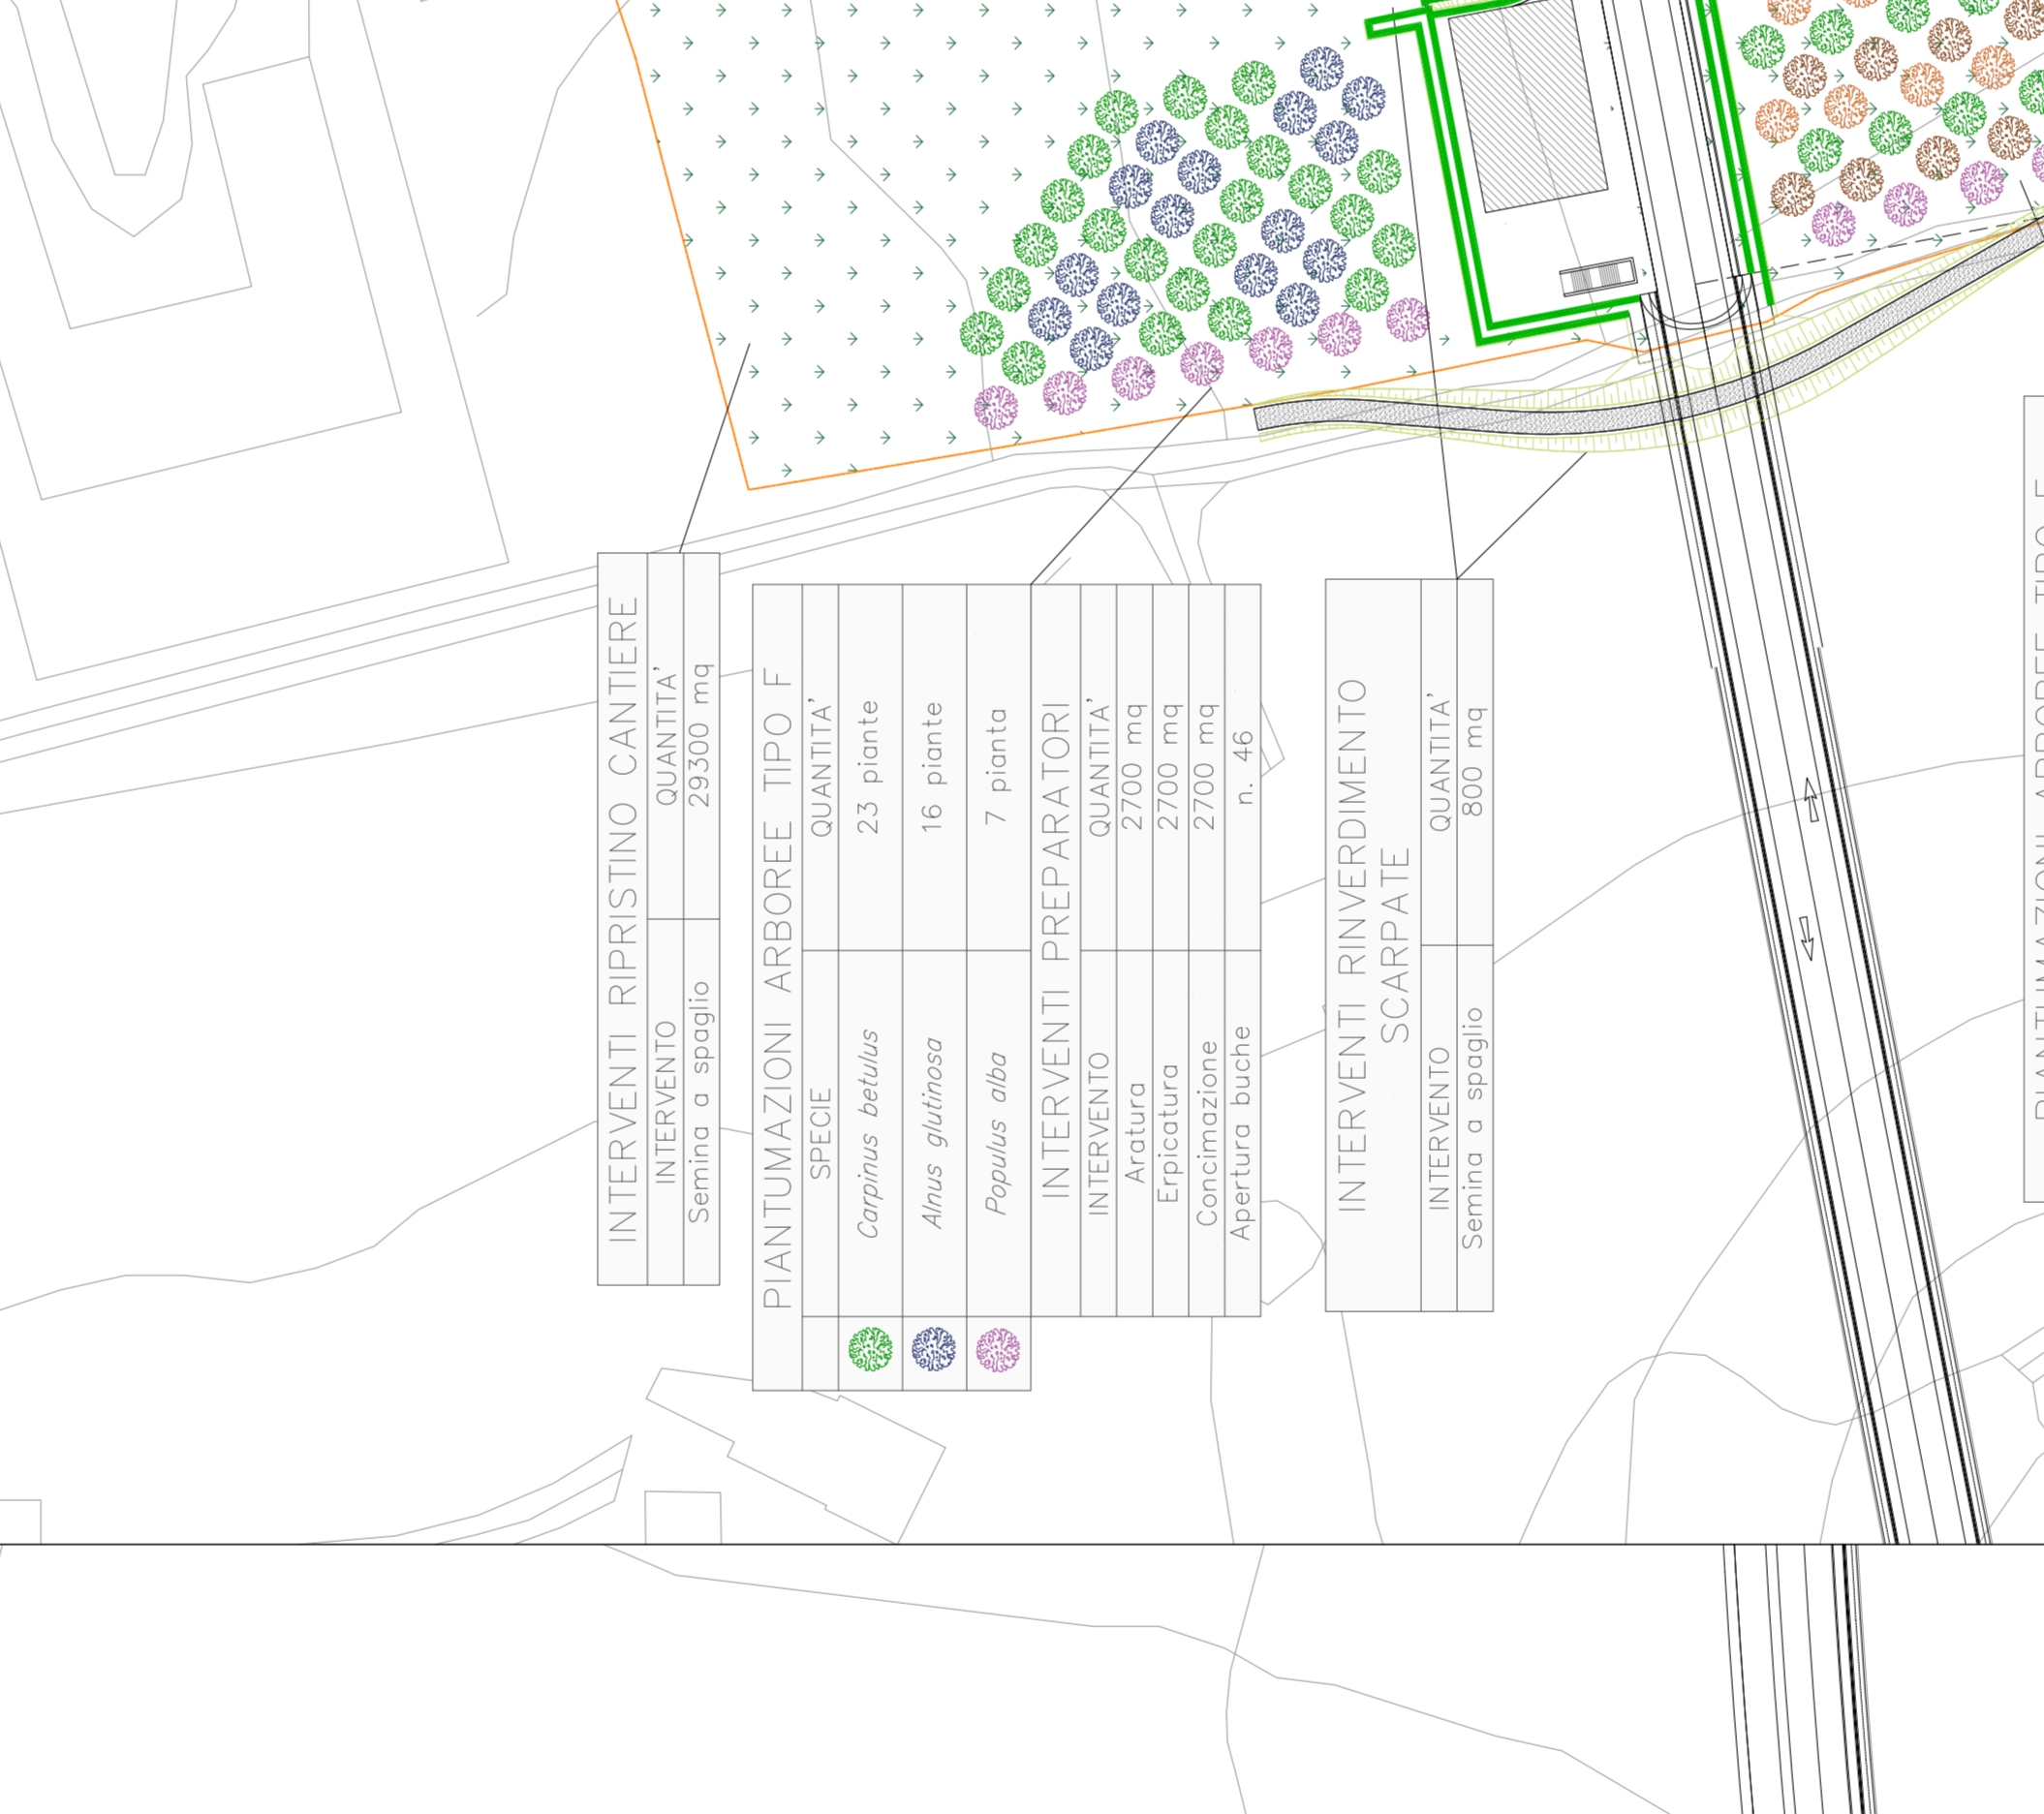 INTERVENTI RIPRISTINO CANTIERE
INTERVENTO QUANTITA'
Semina a spaglio 29300 mq
PIANTUMAZIONI ARBOREE TIPO F
SPECIE QUANTITA'
Carpinus betulus 23 piante
Alnus glutinosa 16 piante
Populus alba 7 pianta
INTERVENTI PREPARATORI
INTERVENTO QUANTITA'
Aratura 2700 mq
Erpicatura 2700 mq
Concimazione 2700 mq
Apertura buche n. 46
INTERVENTI RINVERDIMENTO
SCARPATE
INTERVENTO QUANTITA'
Semina a spaglio 800 mq